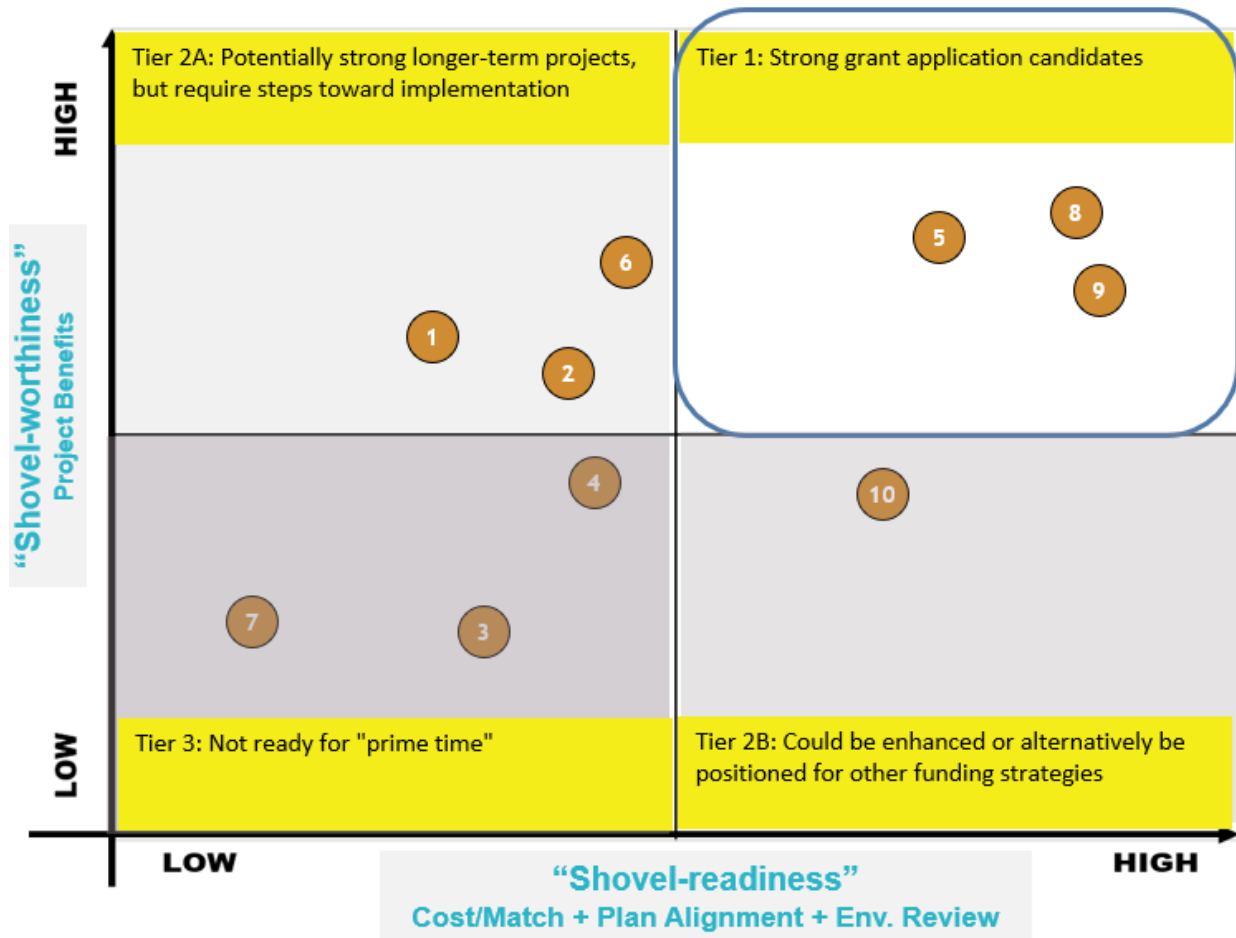 Tier 2A: Potentially strong longer-term projects,
but require steps toward implementation
Tier 1: Strong grant application candidates
HIGH
8
5
6
9
1
2
"Shovel-worthiness"
Project Benefits
4
10
7
3
Tier 3: Not ready for "prime time"
Tier 2B: Could be enhanced or alternatively be
positioned for other funding strategies
LOW
LOW
HIGH
“Shovel-readiness”
Cost/Match + Plan Alignment + Env. Review